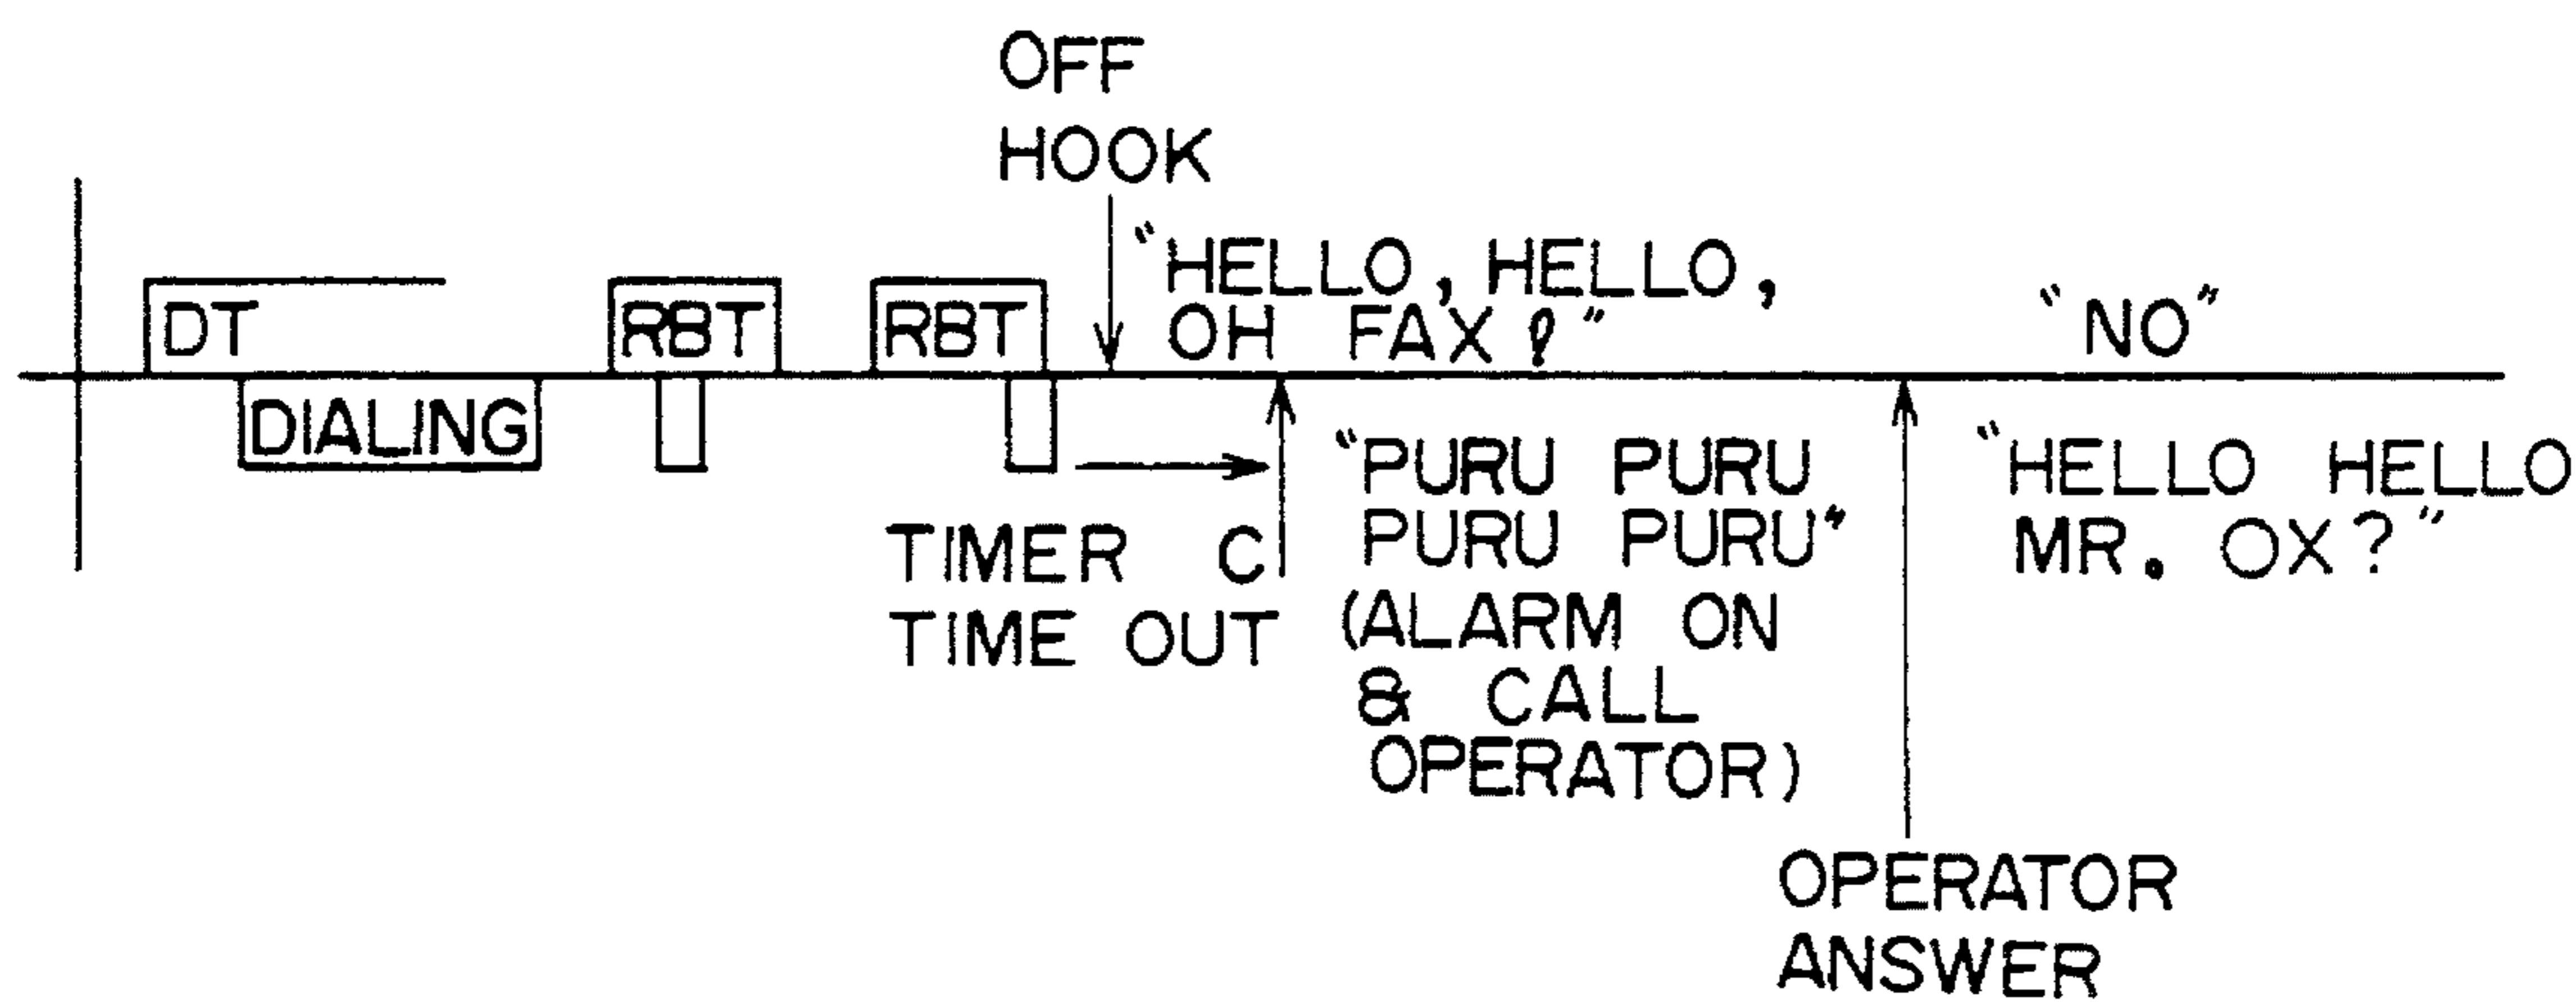 OFF
HOOK
"HELLO, HELLO,
OH FAX!"
"NO"
DT
RBT
RBT
DIALING
TIMER C
TIME OUT
"PURU PURU
PURU PURU"
(ALARM ON
& CALL
OPERATOR)
"HELLO HELLO
MR. OX?"
OPERATOR
ANSWER